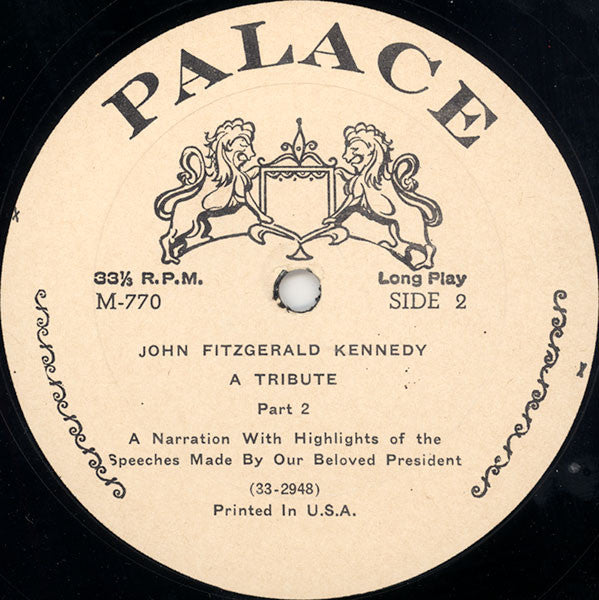 PALACE
33⅓ R.P.M. Long Play
M-770 SIDE 2
JOHN FITZGERALD KENNEDY
A TRIBUTE
Part 2
A Narration With Highlights of the
Speeches Made By Our Beloved President
(33-2948)
Printed In U.S.A.